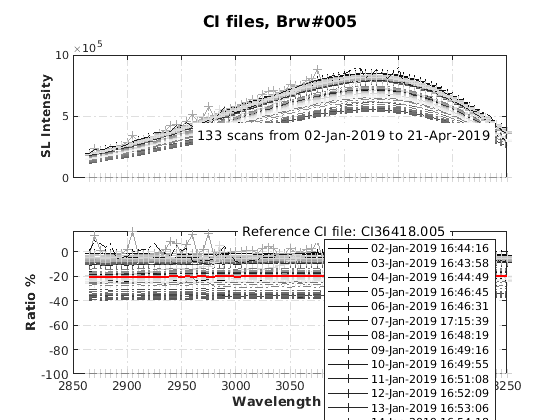 CI files, Brw#005
×10^5
10
5
0
SL Intensity
133 scans from 02-Jan-2019 to 21-Apr-2019
Reference CI file: CI36418.005
0
-20
-40
-60
-80
-100
Ratio %
2850 2900 2950 3000 3050 3250
Wavelength
02-Jan-2019 16:44:16
03-Jan-2019 16:43:58
04-Jan-2019 16:44:49
05-Jan-2019 16:46:45
06-Jan-2019 16:46:31
07-Jan-2019 17:15:39
08-Jan-2019 16:48:19
09-Jan-2019 16:49:16
10-Jan-2019 16:49:55
11-Jan-2019 16:51:08
12-Jan-2019 16:52:09
13-Jan-2019 16:53:06